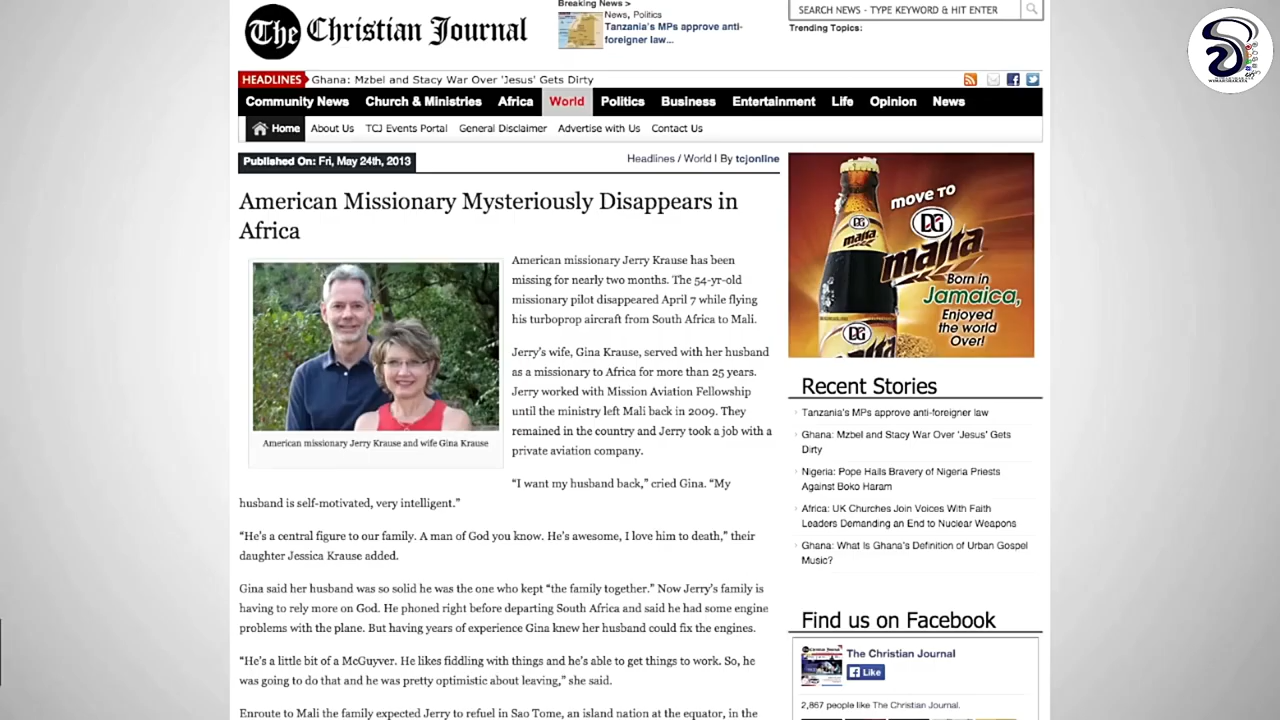 The Christian Journal
Breaking News >
News, Politics
Tanzania's MPs approve anti-
foreigner law...
SEARCH NEWS - TYPE KEYWORD & HIT ENTER
Trending Topics:
HEADLINES
Ghana: Mzbel and Stacy War Over 'Jesus' Gets Dirty
Community News Church & Ministries Africa World Politics Business Entertainment Life Opinion News
Home About Us TCJ Events Portal General Disclaimer Advertise with Us Contact Us
Published On: Fri, May 24th, 2013
Headlines / World | By tcjonline
American Missionary Mysteriously Disappears in
Africa
American missionary Jerry Krause and wife Gina Krause
American missionary Jerry Krause has been
missing for nearly two months. The 54-yr-old
missionary pilot disappeared April 7 while flying
his turboprop aircraft from South Africa to Mali.
Jerry's wife, Gina Krause, served with her husband
as a missionary to Africa for more than 25 years.
Jerry worked with Mission Aviation Fellowship
until the ministry left Mali back in 2009. They
remained in the country and Jerry took a job with a
private aviation company.
"I want my husband back," cried Gina. "My
husband is self-motivated, very intelligent."
"He's a central figure to our family. A man of God you know. He's awesome, I love him to death," their
daughter Jessica Krause added.
Gina said her husband was so solid he was the one who kept "the family together." Now Jerry's family is
having to rely more on God. He phoned right before departing South Africa and said he had some engine
problems with the plane. But having years of experience Gina knew her husband could fix the engines.
"He's a little bit of a McGuyver. He likes fiddling with things and he's able to get things to work. So, he
was going to do that and he was pretty optimistic about leaving," she said.
Enroute to Mali the family expected Jerry to refuel in Sao Tome, an island nation at the equator, in the
move TO
DG
malta
Born in
Jamaica,
Enjoyed
the world
Over!
malta
DG
malta
Recent Stories
Tanzania's MPs approve anti-foreigner law
Ghana: Mzbel and Stacy War Over 'Jesus' Gets
Dirty
Nigeria: Pope Hails Bravery of Nigeria Priests
Against Boko Haram
Africa: UK Churches Join Voices With Faith
Leaders Demanding an End to Nuclear Weapons
Ghana: What Is Ghana's Definition of Urban Gospel
Music?
Find us on Facebook
The Christian Journal
Like
2,867 people like The Christian Journal.